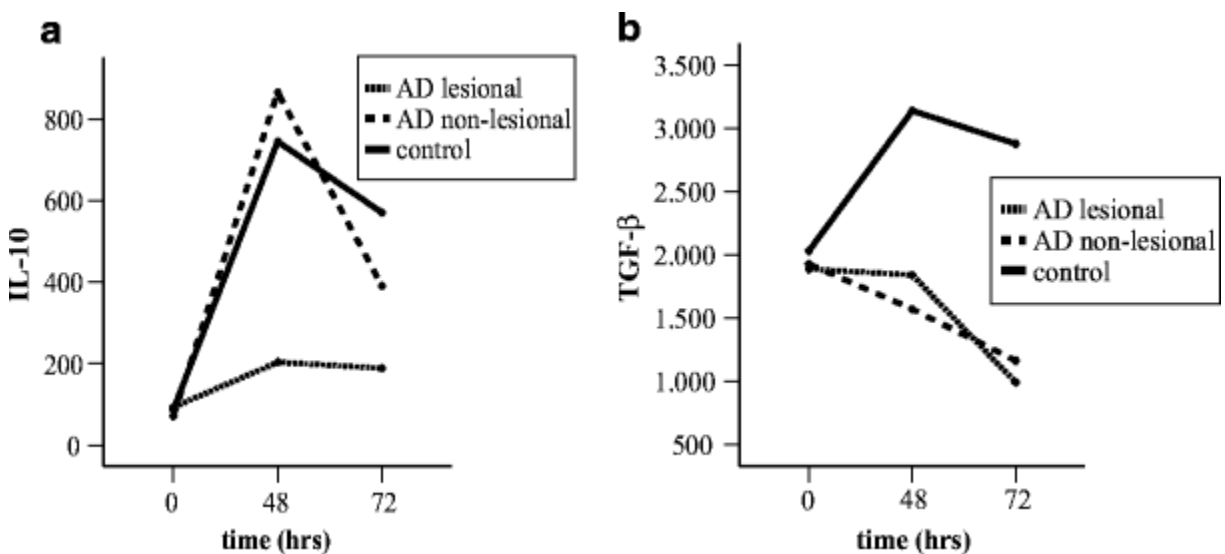 a
800
600
400
200
0
IL-10
AD lesional
AD non-lesional
control
0 48 72
time (hrs)
b
3.500
3.000
2.500
2.000
1.500
1.000
500
TGF-β
AD lesional
AD non-lesional
control
0 48 72
time (hrs)